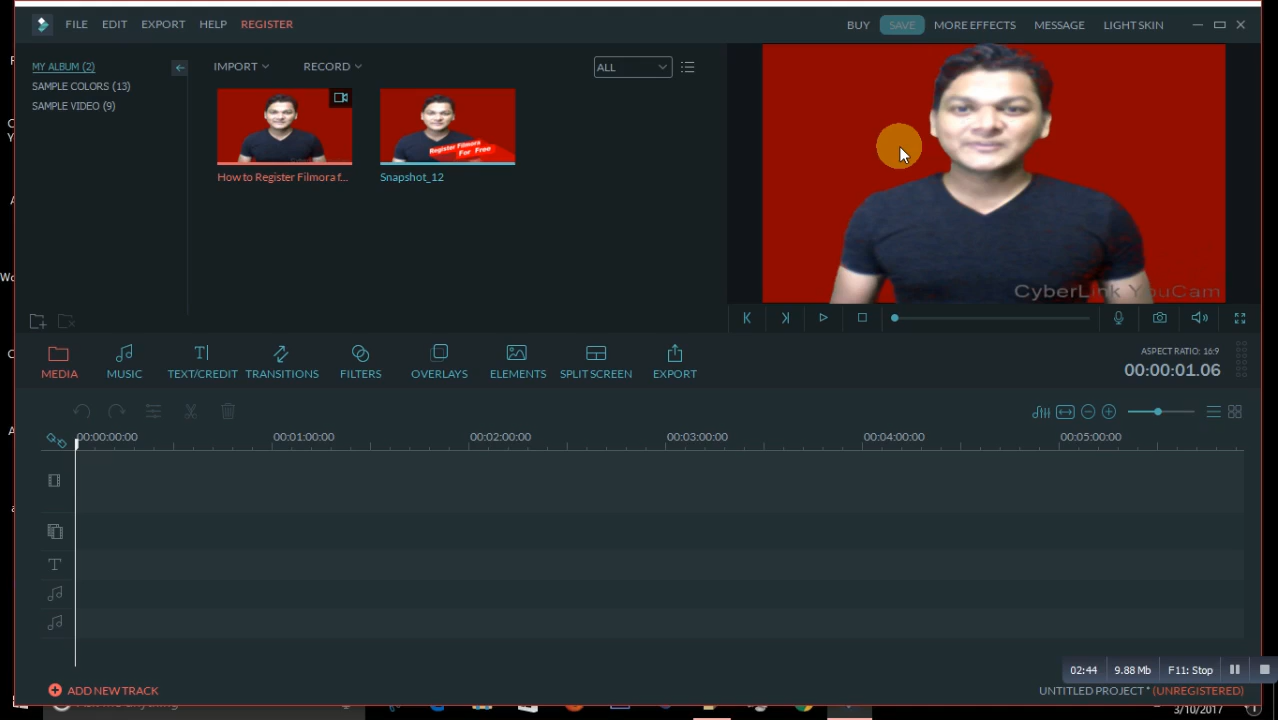 FILE EDIT EXPORT HELP REGISTER
BUY SAVE MORE EFFECTS MESSAGE LIGHT SKIN
MY ALBUM (2)
SAMPLE COLORS (13)
SAMPLE VIDEO (9)
IMPORT RECORD ALL
Register Filmora
For Free
How to Register Filmora f...
Snapshot_12
CyberLink YouCam
MEDIA MUSIC TEXT/CREDIT TRANSITIONS FILTERS OVERLAYS ELEMENTS SPLIT SCREEN EXPORT
ASPECT RATIO: 16:9
00:00:01.06
00:00:00:00 00:01:00:00 00:02:00:00 00:03:00:00 00:04:00:00 00:05:00:00
02:44 9.88 Mb F11: Stop
ADD NEW TRACK
UNTITLED PROJECT * (UNREGISTERED)
3/10/2017